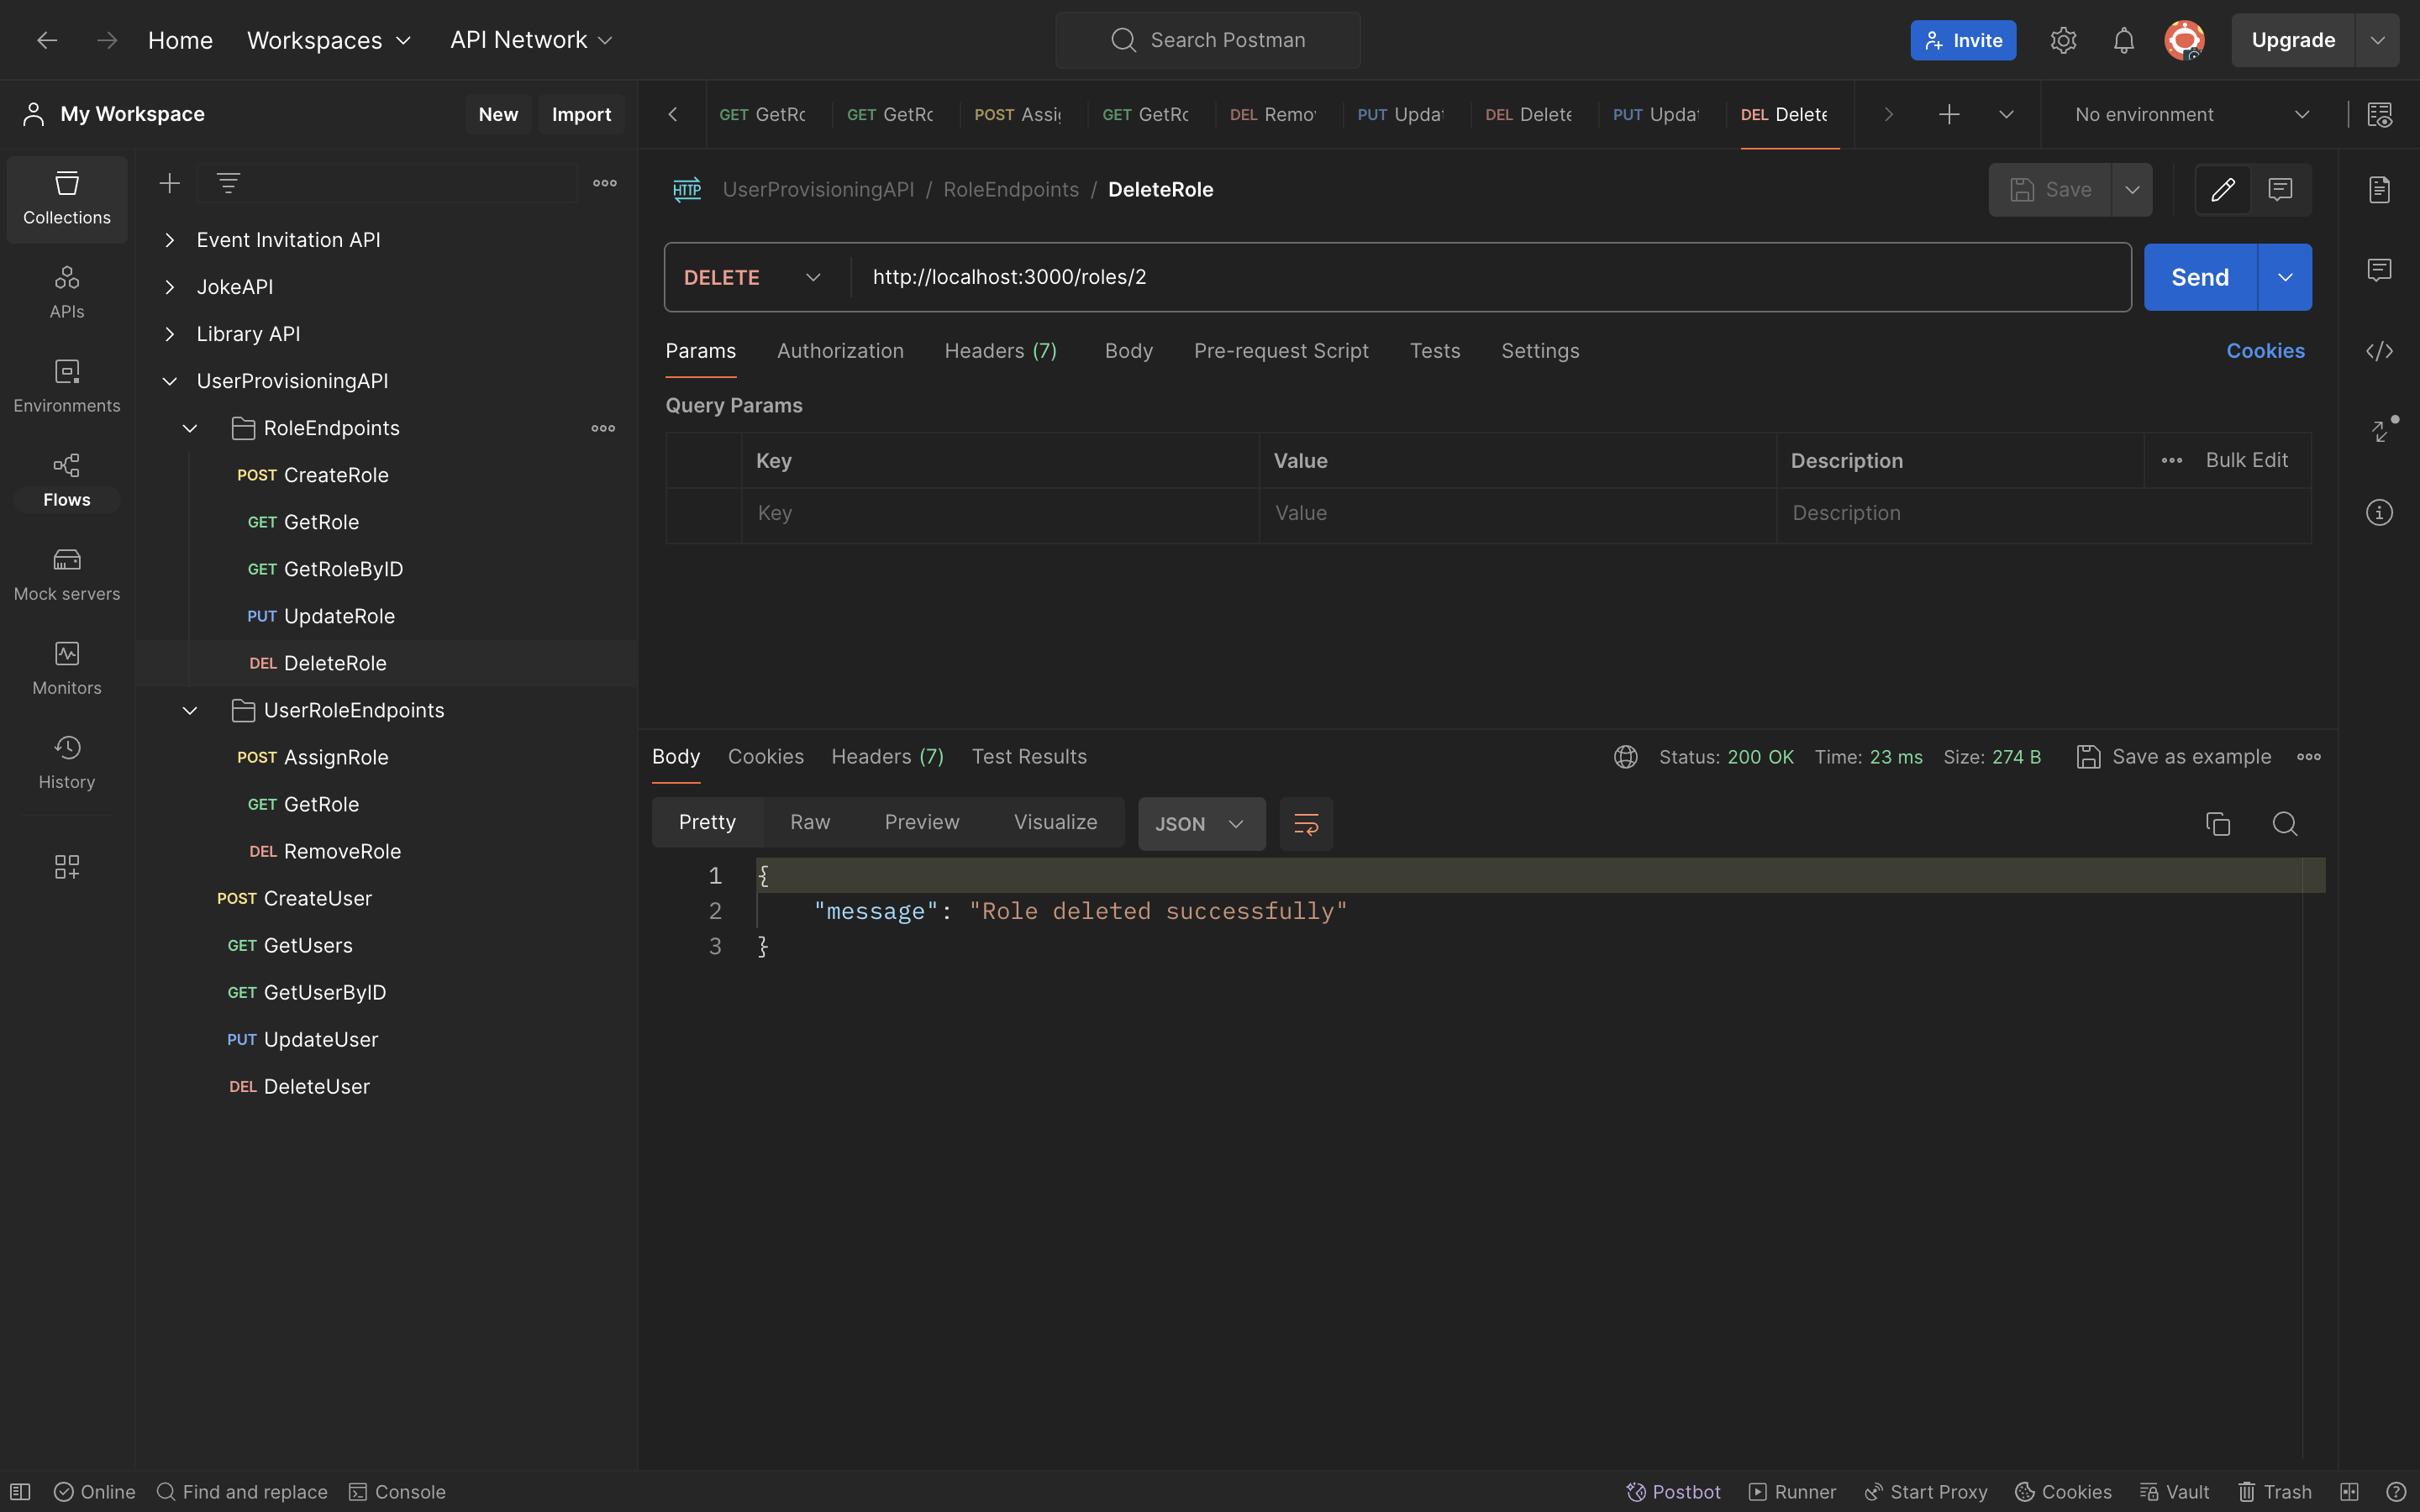 Home Workspaces API Network Search Postman Invite Upgrade
My Workspace New Import
GET GetRo GET GetRo POST Assig GET GetRo DEL Remo PUT Updat DEL Delete PUT Updat DEL Delete No environment
Collections
APIs
Environments
Flows
Mock servers
Monitors
History
Event Invitation API
JokeAPI
Library API
UserProvisioningAPI
RoleEndpoints
POST CreateRole
GET GetRole
GET GetRoleByID
PUT UpdateRole
DEL DeleteRole
UserRoleEndpoints
POST AssignRole
GET GetRole
DEL RemoveRole
POST CreateUser
GET GetUsers
GET GetUserByID
PUT UpdateUser
DEL DeleteUser
HTTP UserProvisioningAPI / RoleEndpoints / DeleteRole Save
DELETE http://localhost:3000/roles/2 Send
Params Authorization Headers (7) Body Pre-request Script Tests Settings Cookies
Query Params
Key Value Description Bulk Edit
Key Value Description
Body Cookies Headers (7) Test Results Status: 200 OK Time: 23 ms Size: 274 B Save as example
Pretty Raw Preview Visualize JSON
1 {
2 "message": "Role deleted successfully"
3 }
Online Find and replace Console Postbot Runner Start Proxy Cookies Vault Trash